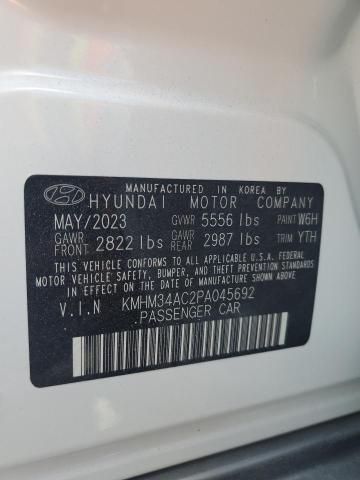 MANUFACTURED IN KOREA BY
HYUNDAI MOTOR COMPANY
MAY/2023 GVWR 5556 lbs PAINT W6H
GAWR FRONT 2822 lbs GAWR REAR 2987 lbs TRIM YTH
THIS VEHICLE CONFORMS TO ALL APPLICABLE U.S.A. FEDERAL
MOTOR VEHICLE SAFETY, BUMPER, AND THEFT PREVENTION STANDARDS
IN EFFECT ON THE DATE OF MANUFACTURE SHOWN ABOVE.
V.I.N KMHM34AC2PA045692
PASSENGER CAR